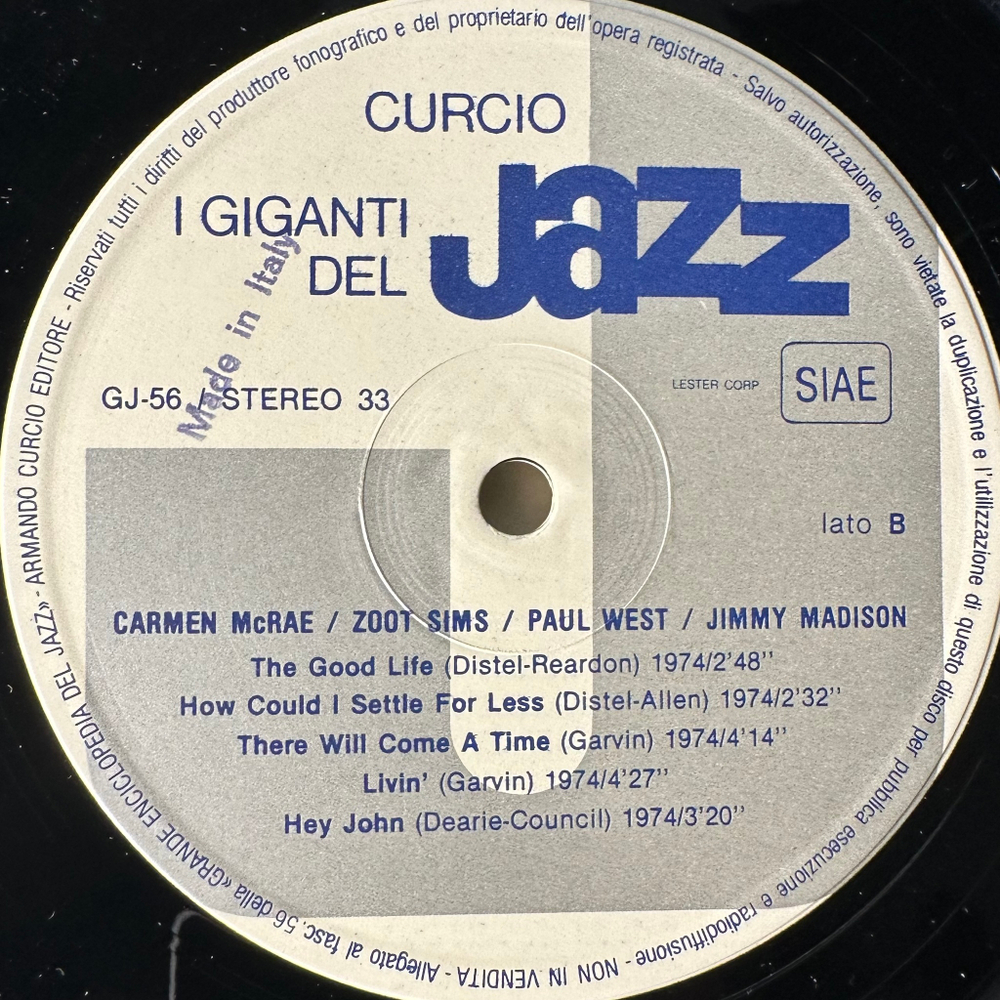 CURCIO
I GIGANTI
DEL
Jazz
Made in Italy
GJ-56 / STEREO 33
LESTER CORP
SIAE
lato B
CARMEN McRAE / ZOOT SIMS / PAUL WEST / JIMMY MADISON
The Good Life (Distel-Reardon) 1974/2'48''
How Could I Settle For Less (Distel-Allen) 1974/2'32''
There Will Come A Time (Garvin) 1974/4'14''
Livin' (Garvin) 1974/4'27''
Hey John (Dearie-Council) 1974/3'20''
Allegato al fasc. 56 della «GRANDE ENCICLOPEDIA DEL JAZZ» - ARMANDO CURCIO EDITORE - Riservati tutti i diritti del produttore fonografico e del proprietario dell'opera registrata - Salvo autorizzazione, sono vietate la duplicazione e l'utilizzazione di questo disco per pubblica esecuzione e radiodiffusione - NON IN VENDITA -